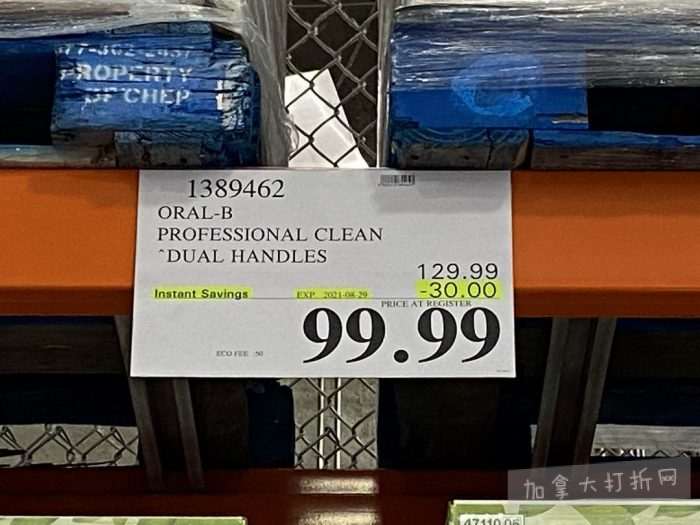 PROPERTY
OF CHEP
1389462
ORAL-B
PROFESSIONAL CLEAN
^DUAL HANDLES
129.99
Instant Savings EXP. 2021-08-29 -30.00
PRICE AT REGISTER
99.99
ECO FEE .50
加拿大打折网